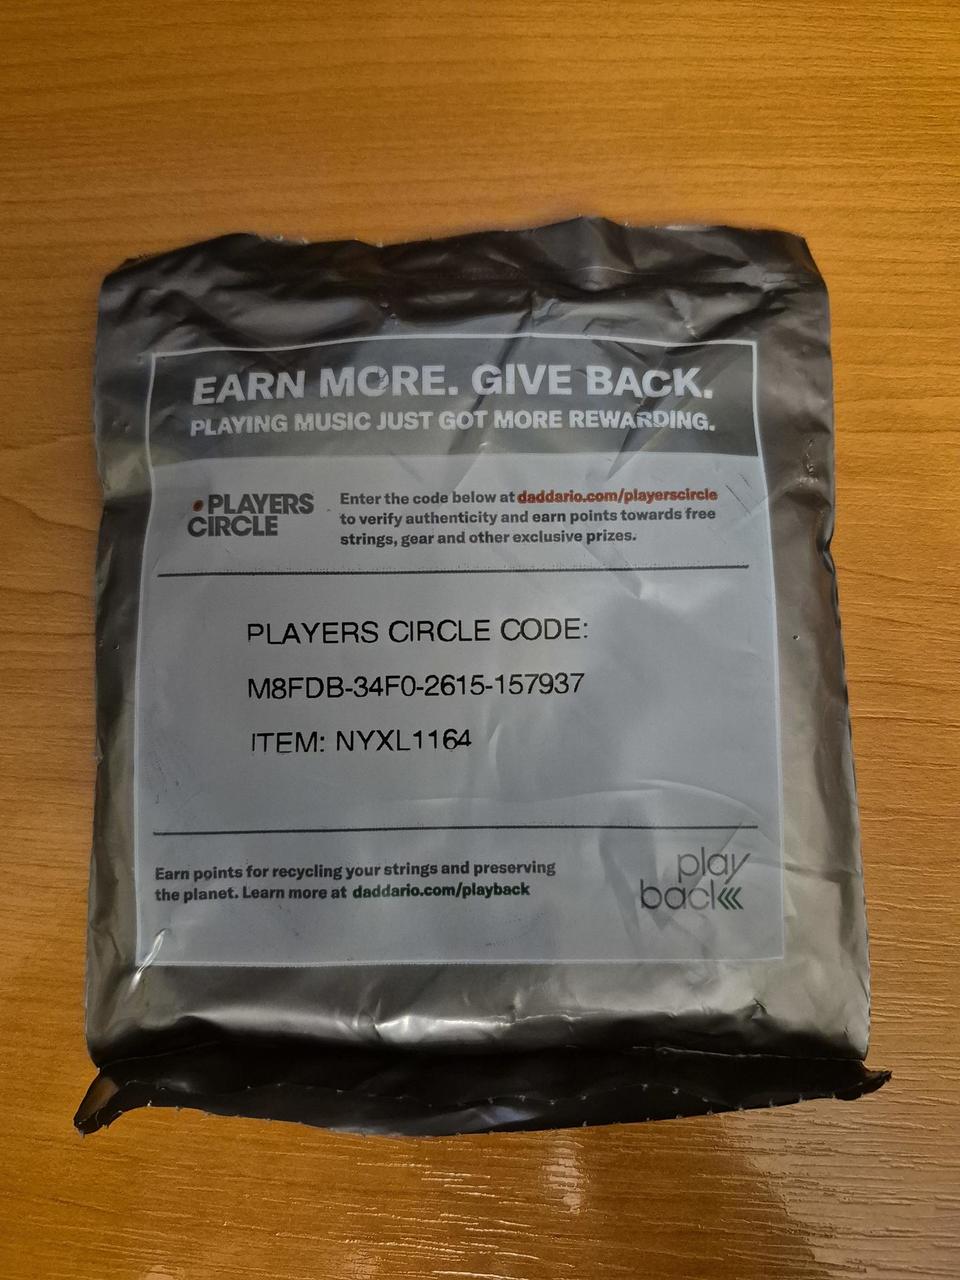 EARN MORE. GIVE BACK.
PLAYING MUSIC JUST GOT MORE REWARDING.
PLAYERS
CIRCLE
Enter the code below at daddario.com/playerscircle
to verify authenticity and earn points towards free
strings, gear and other exclusive prizes.
PLAYERS CIRCLE CODE:
M8FDB-34F0-2615-157937
ITEM: NYXL1164
Earn points for recycling your strings and preserving
the planet. Learn more at daddario.com/playback
play
back